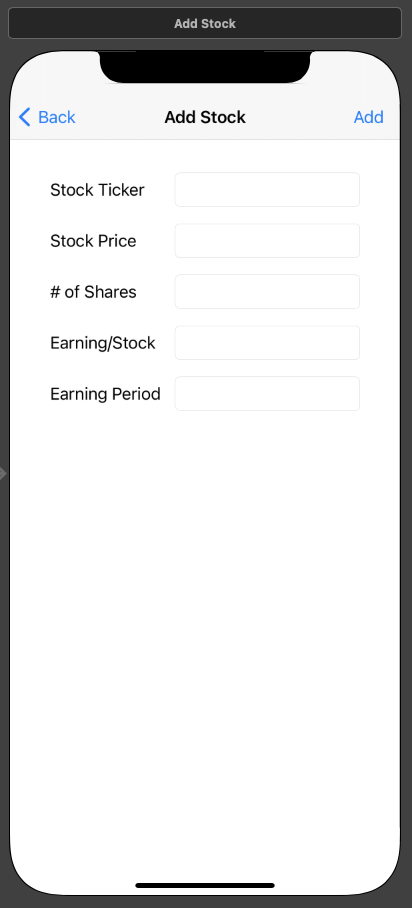 Add Stock
Back Add Stock Add
Stock Ticker
Stock Price
# of Shares
Earning/Stock
Earning Period